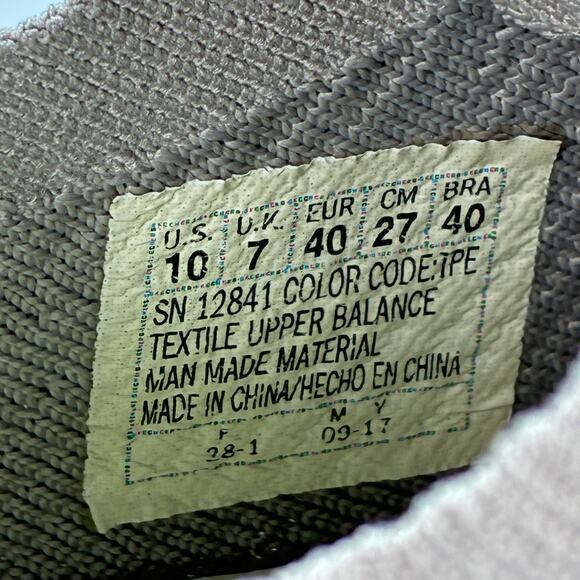 U.S. U.K. EUR CM BRA
10 7 40 27 40
SN 12841 COLOR CODE:TPE
TEXTILE UPPER BALANCE
MAN MADE MATERIAL
MADE IN CHINA/HECHO EN CHINA
F M Y
28-1 09-17